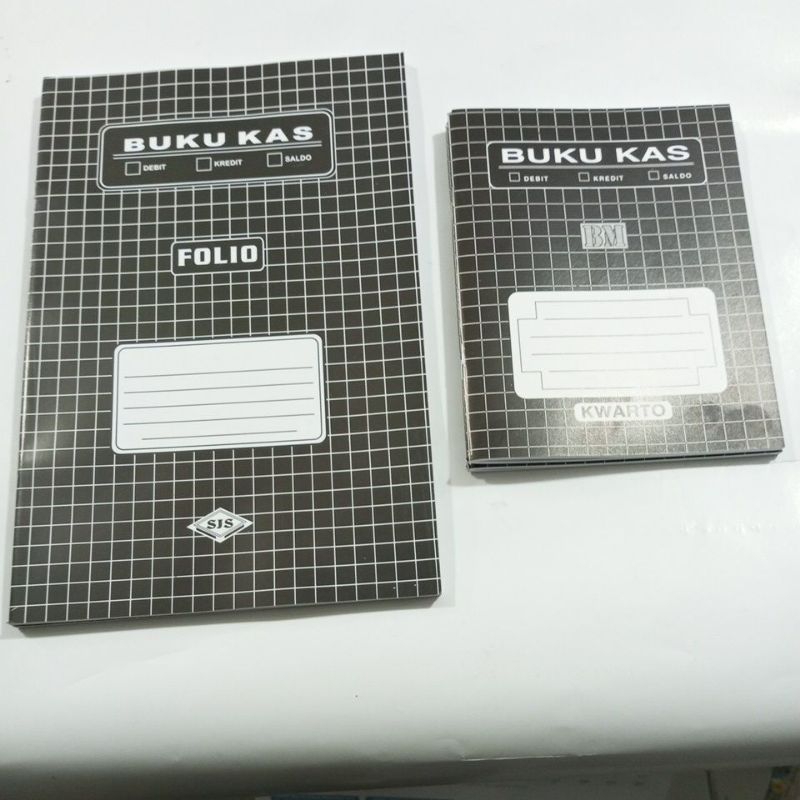 BUKU KAS
DEBIT KREDIT SALDO
FOLIO
SJS
BUKU KAS
DEBIT KREDIT SALDO
BM
KWARTO